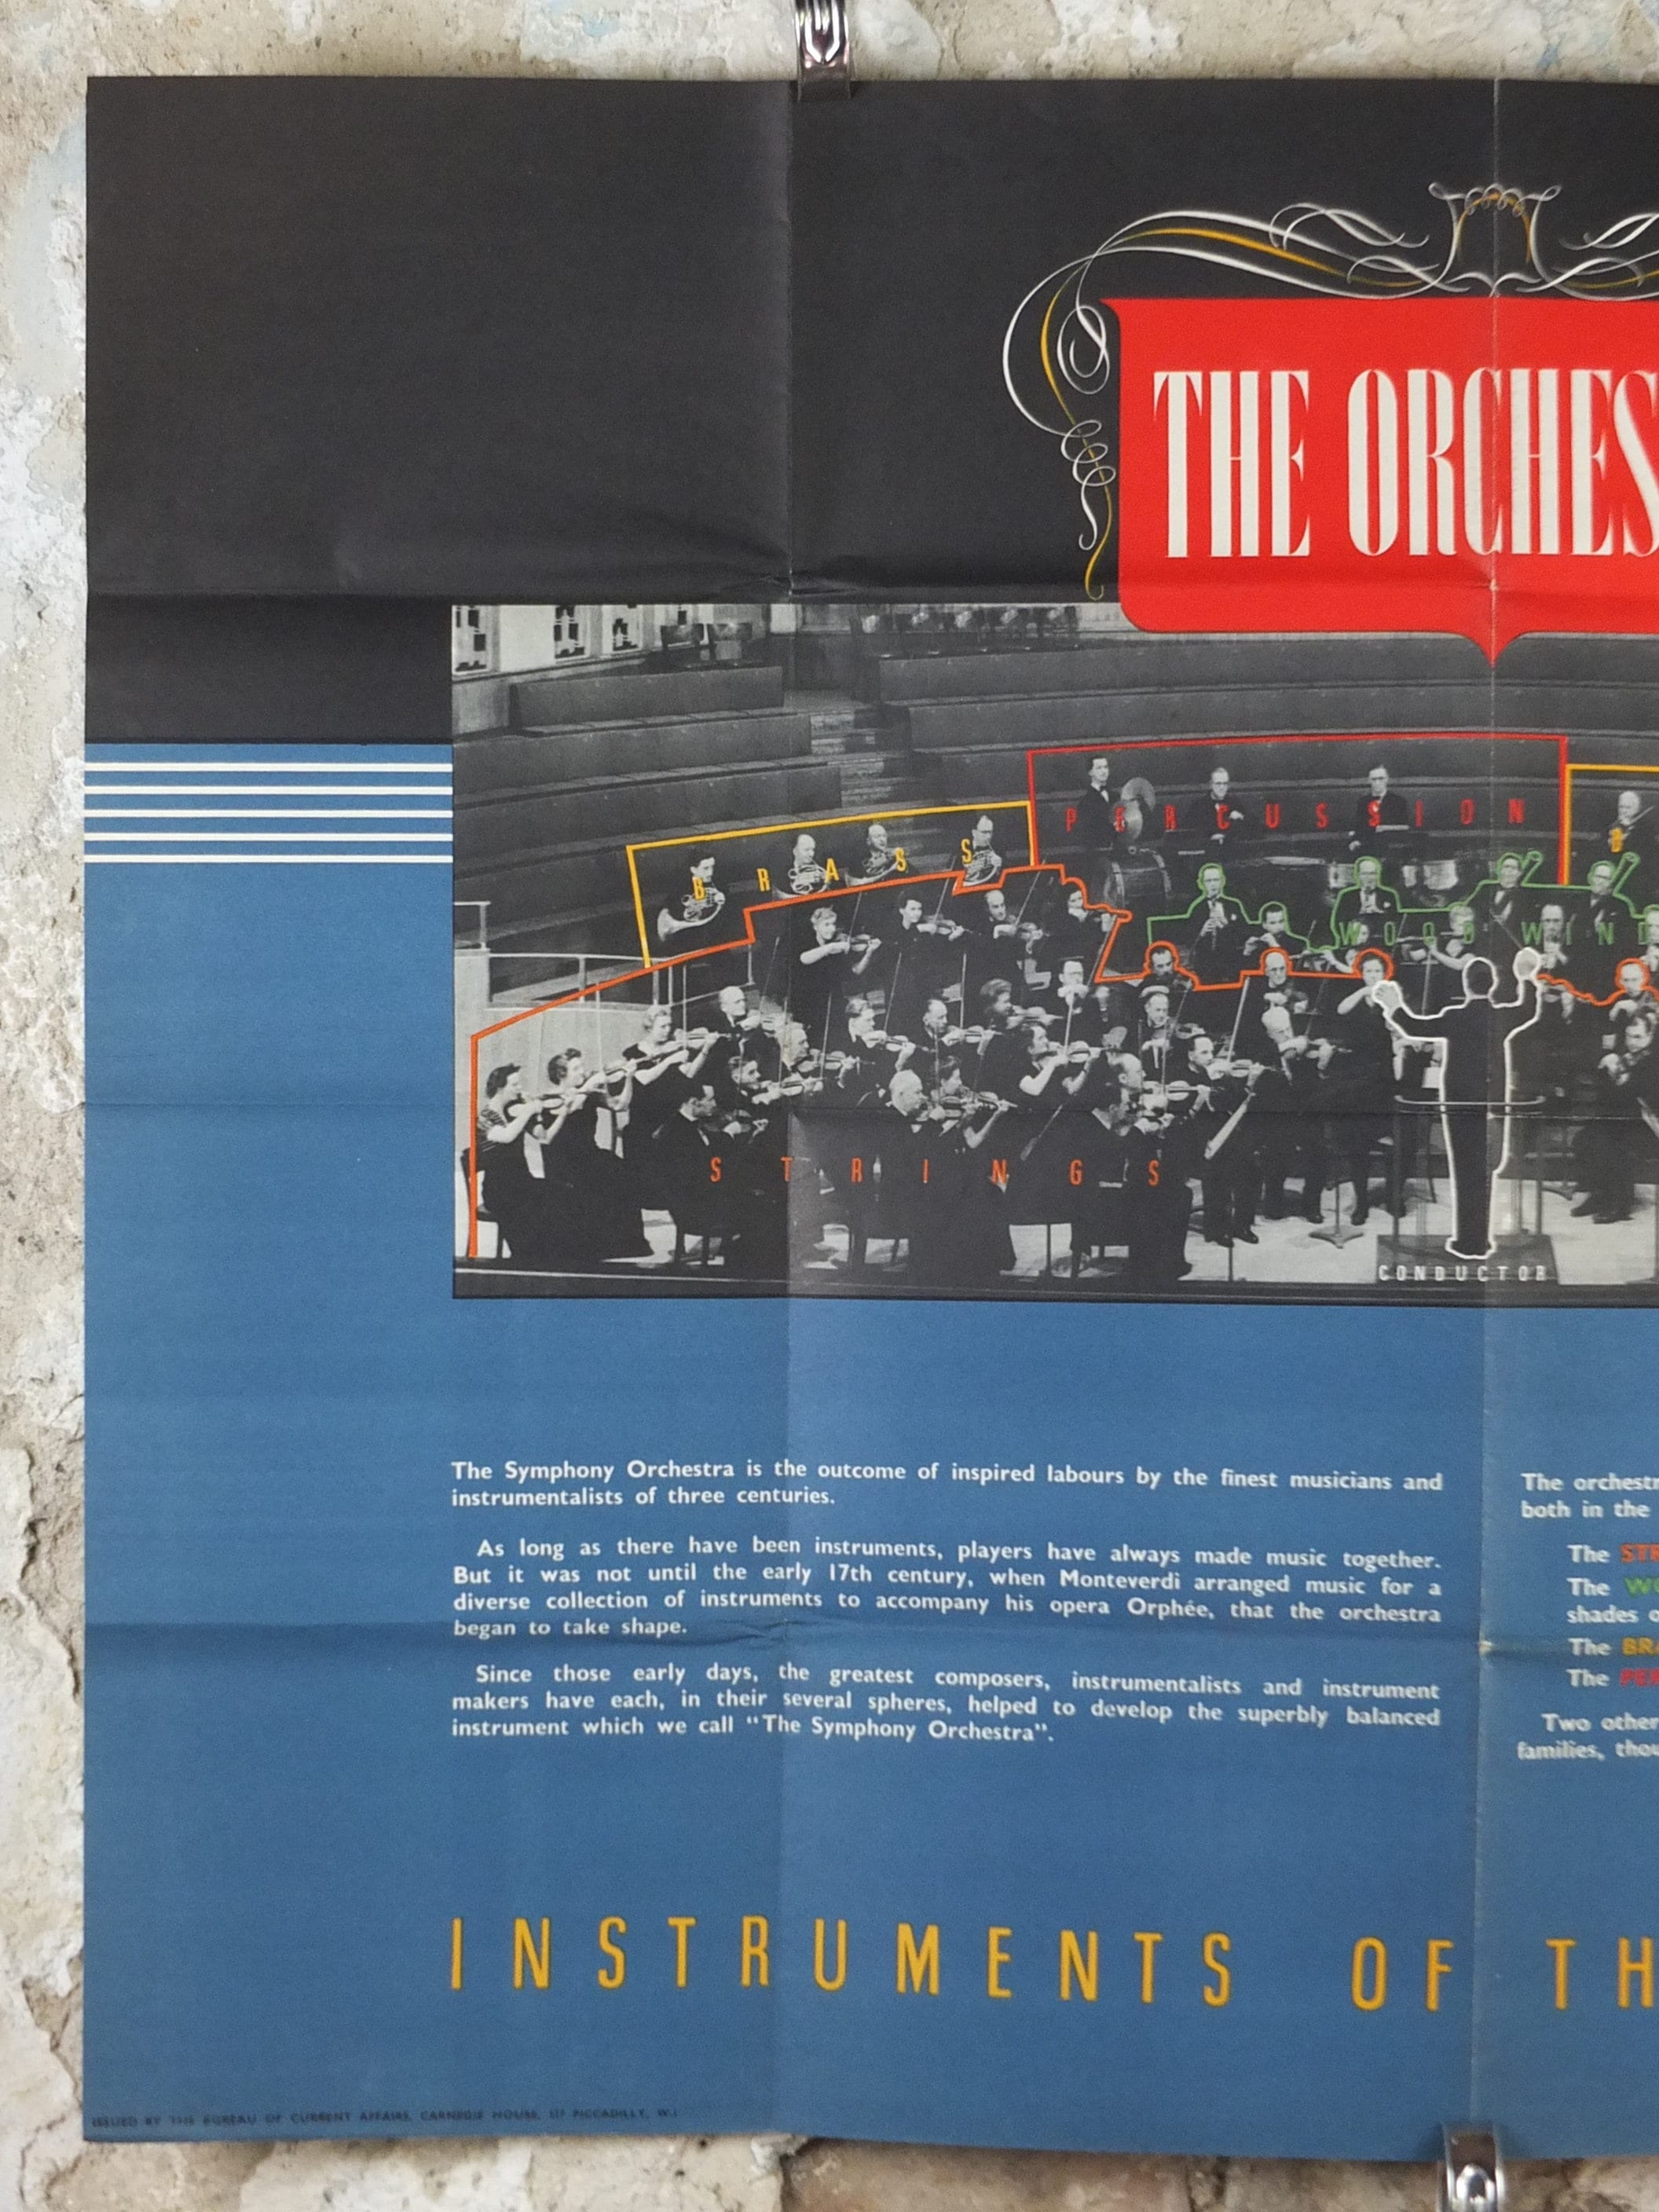 THE ORCHES
PERCUSSION
BRASS
B
WOOD WIND
STRINGS
CONDUCTOR
The Symphony Orchestra is the outcome of inspired labours by the finest musicians and
instrumentalists of three centuries.
As long as there have been instruments, players have always made music together.
But it was not until the early 17th century, when Monteverdi arranged music for a
diverse collection of instruments to accompany his opera Orphée, that the orchestra
began to take shape.
Since those early days, the greatest composers, instrumentalists and instrument
makers have each, in their several spheres, helped to develop the superbly balanced
instrument which we call "The Symphony Orchestra".
The orchestr
both in the
The STR
The WO
shades o
The BRA
The PER
Two other
families, thou
INSTRUMENTS OF TH
ISSUED BY THE BUREAU OF CURRENT AFFAIRS, CARNEGIE HOUSE, 117 PICCADILLY, W.1